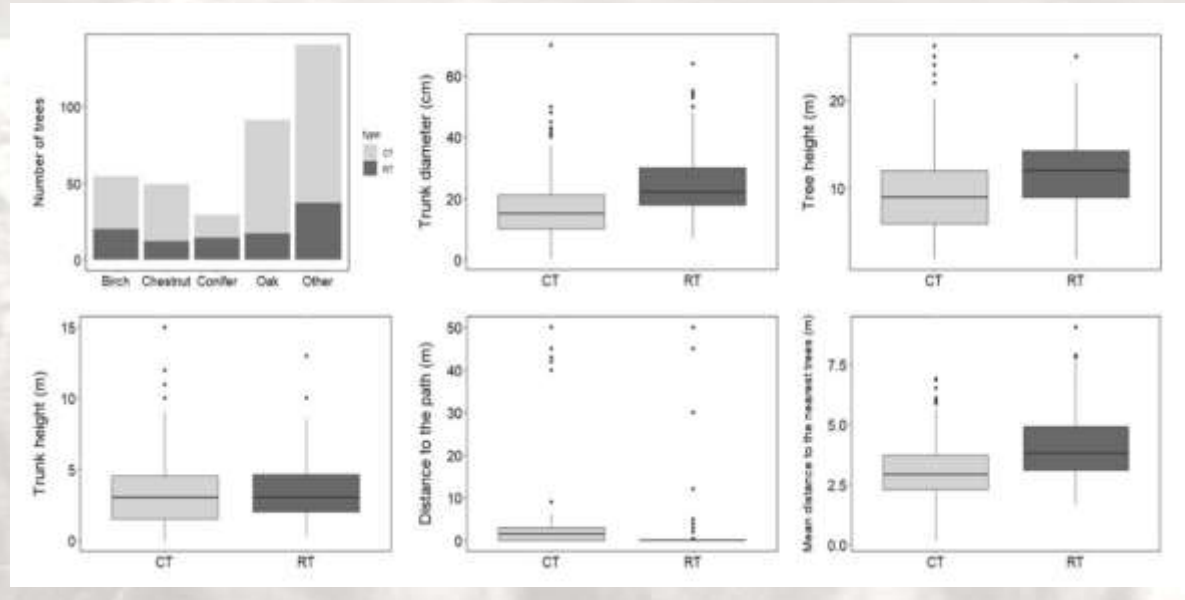 Number of trees
100
50
0
Birch Chestnut Conifer Oak Other
type
CT
RT
Trunk diameter (cm)
60
40
20
0
CT RT
Tree height (m)
20
10
CT RT
Trunk height (m)
15
10
5
0
CT RT
Distance to the path (m)
50
40
30
20
10
0
CT RT
Mean distance to the nearest trees (m)
7.5
5.0
2.5
0.0
CT RT